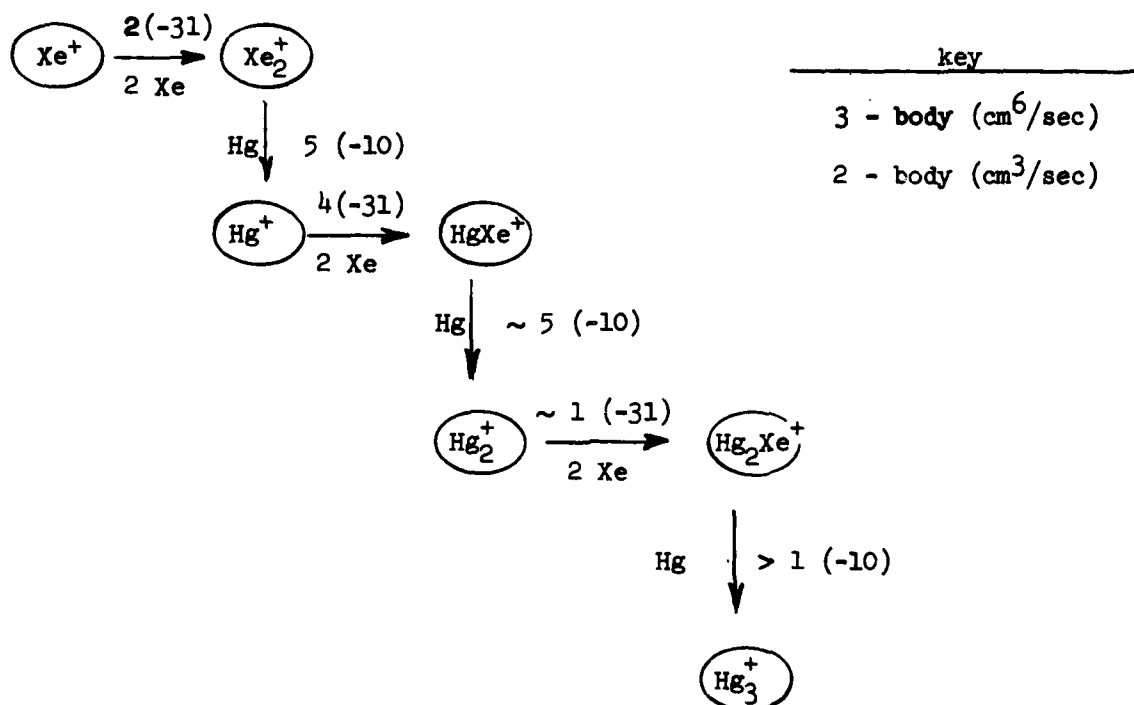 2(-31)
Xe+ Xe2+
2 Xe
key
3 - body (cm6/sec)
2 - body (cm3/sec)
Hg 5 (-10)
4(-31)
Hg+ HgXe+
2 Xe
Hg ~ 5 (-10)
~ 1 (-31)
Hg2+ Hg2Xe+
2 Xe
Hg > 1 (-10)
Hg3+